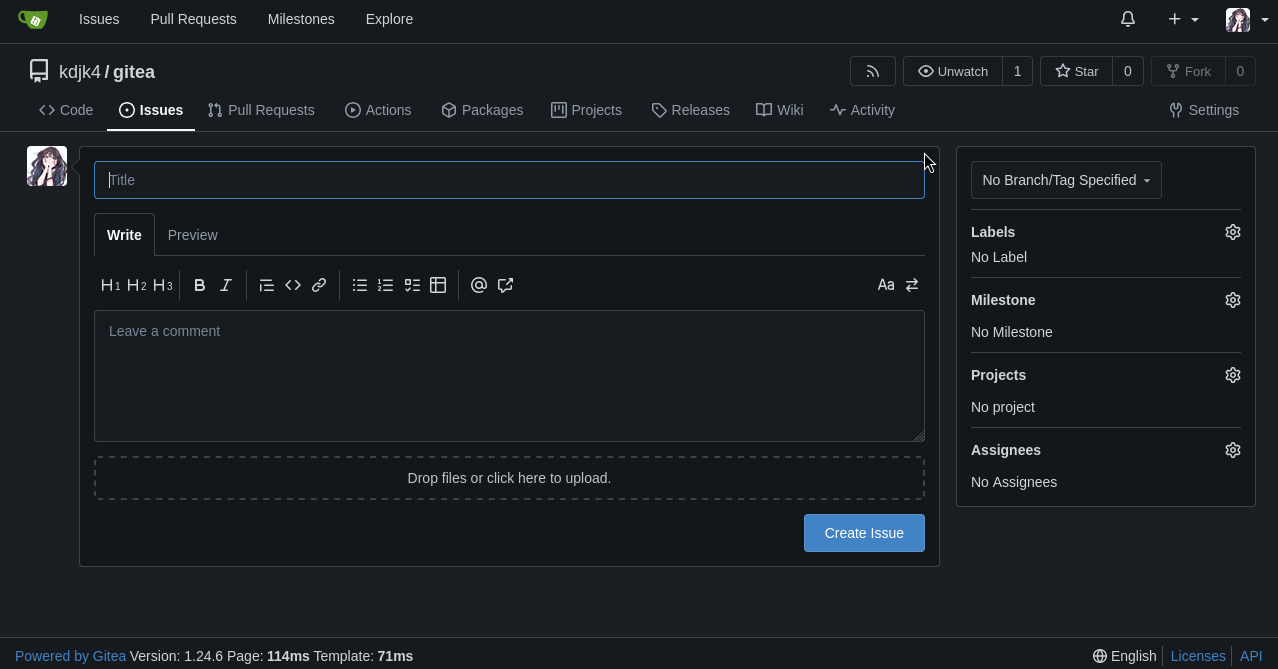 Issues Pull Requests Milestones Explore
kdjk4 / gitea Unwatch 1 Star 0 Fork 0
Code Issues Pull Requests Actions Packages Projects Releases Wiki Activity Settings
Title
No Branch/Tag Specified
Write Preview
Labels
No Label
H1 H2 H3 B I Aa
Milestone
Leave a comment
No Milestone
Projects
No project
Assignees
Drop files or click here to upload.
No Assignees
Create Issue
Powered by Gitea Version: 1.24.6 Page: 114ms Template: 71ms English Licenses API